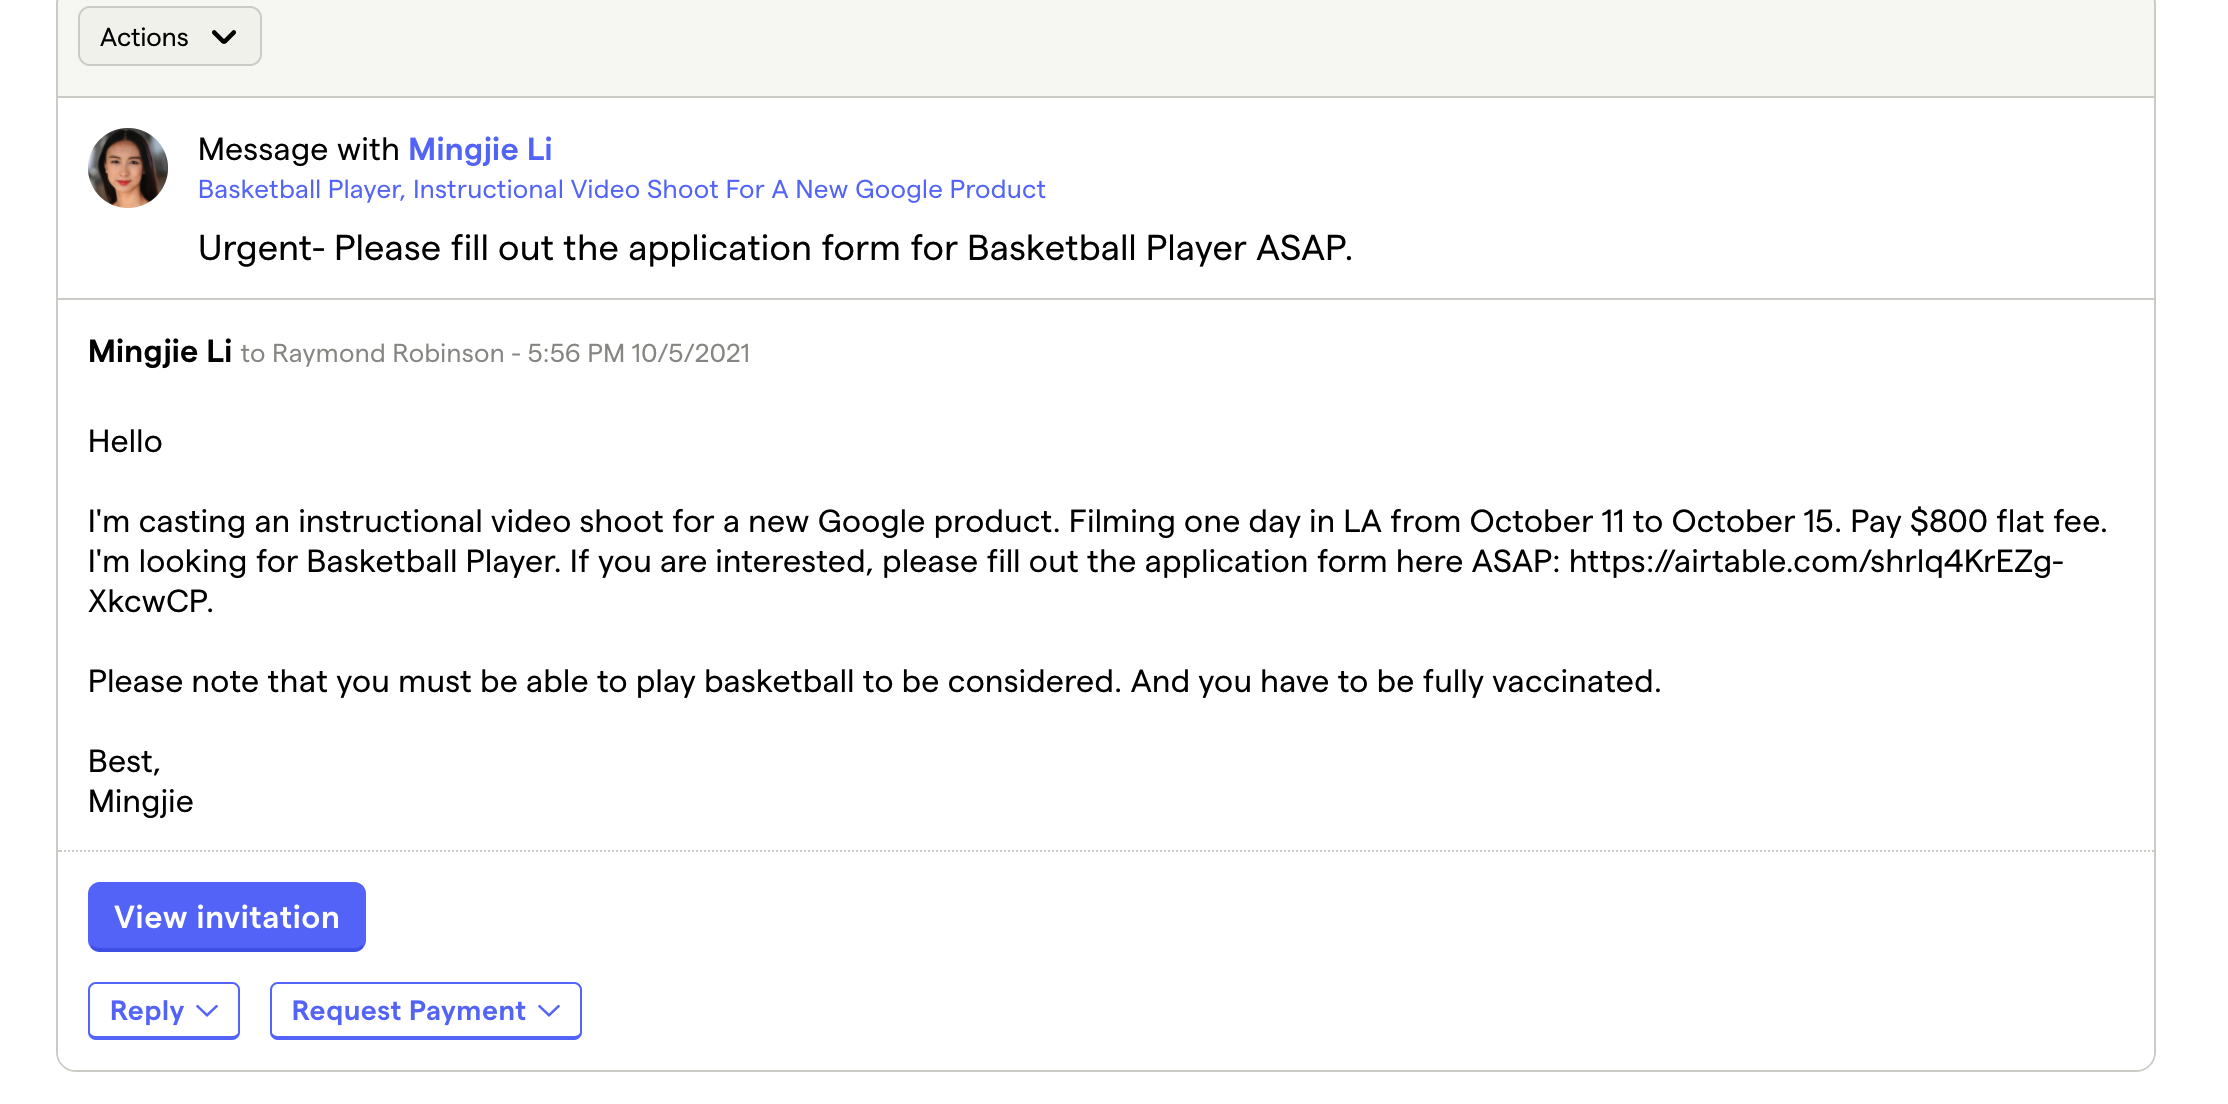 Actions
Message with Mingjie Li
Basketball Player, Instructional Video Shoot For A New Google Product
Urgent- Please fill out the application form for Basketball Player ASAP.
Mingjie Li to Raymond Robinson - 5:56 PM 10/5/2021
Hello
I'm casting an instructional video shoot for a new Google product. Filming one day in LA from October 11 to October 15. Pay $800 flat fee.
I'm looking for Basketball Player. If you are interested, please fill out the application form here ASAP: https://airtable.com/shrlq4KrEZg-
XkcwCP.
Please note that you must be able to play basketball to be considered. And you have to be fully vaccinated.
Best,
Mingjie
View invitation
Reply
Request Payment